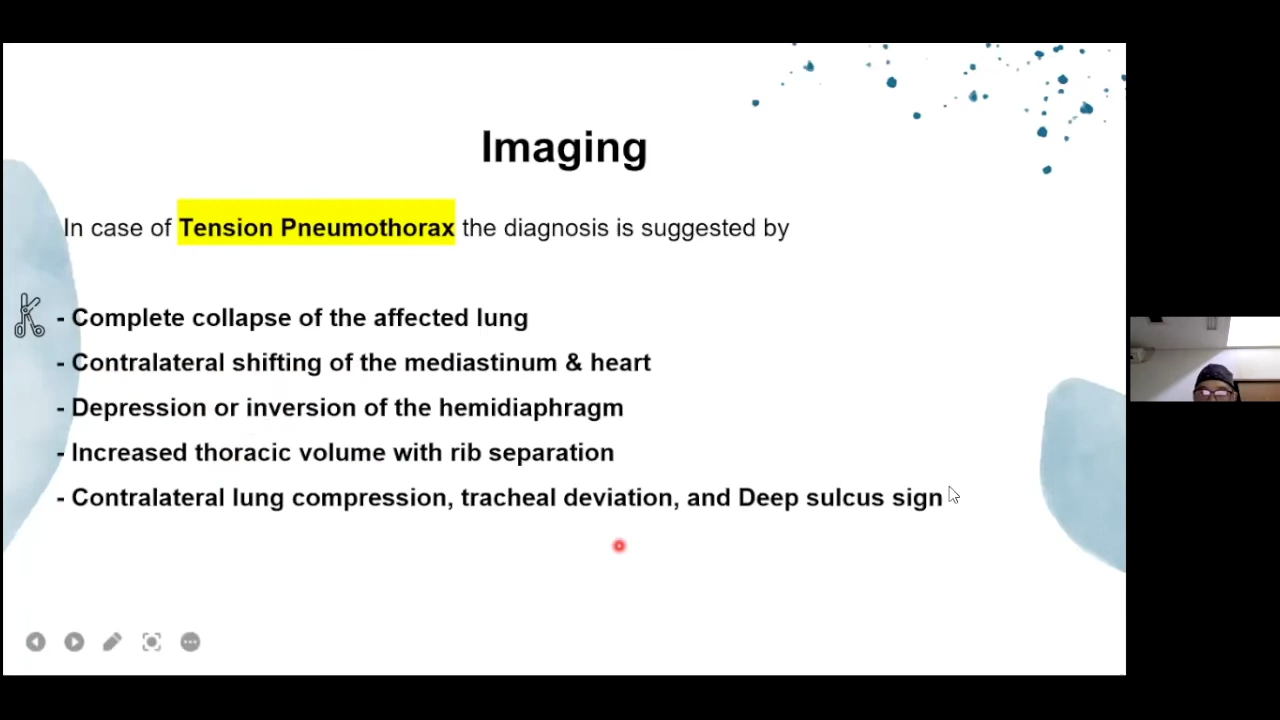 Imaging
In case of Tension Pneumothorax the diagnosis is suggested by
- Complete collapse of the affected lung
- Contralateral shifting of the mediastinum & heart
- Depression or inversion of the hemidiaphragm
- Increased thoracic volume with rib separation
- Contralateral lung compression, tracheal deviation, and Deep sulcus sign